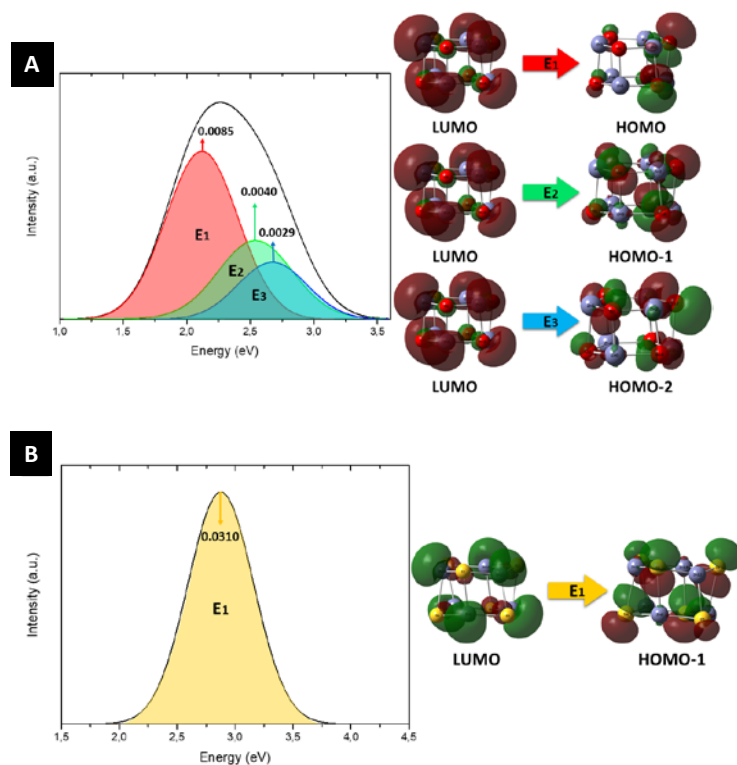 A
Intensity (a.u.)
0.0085
0.0040
0.0029
E1
E2
E3
1,0 1,5 2,0 2,5 3,0 3,5
Energy (eV)
E1
LUMO HOMO
E2
LUMO HOMO-1
E3
LUMO HOMO-2
B
Intensity (a.u.)
0.0310
E1
1,5 2,0 2,5 3,0 3,5 4,0 4,5
Energy (eV)
E1
LUMO HOMO-1